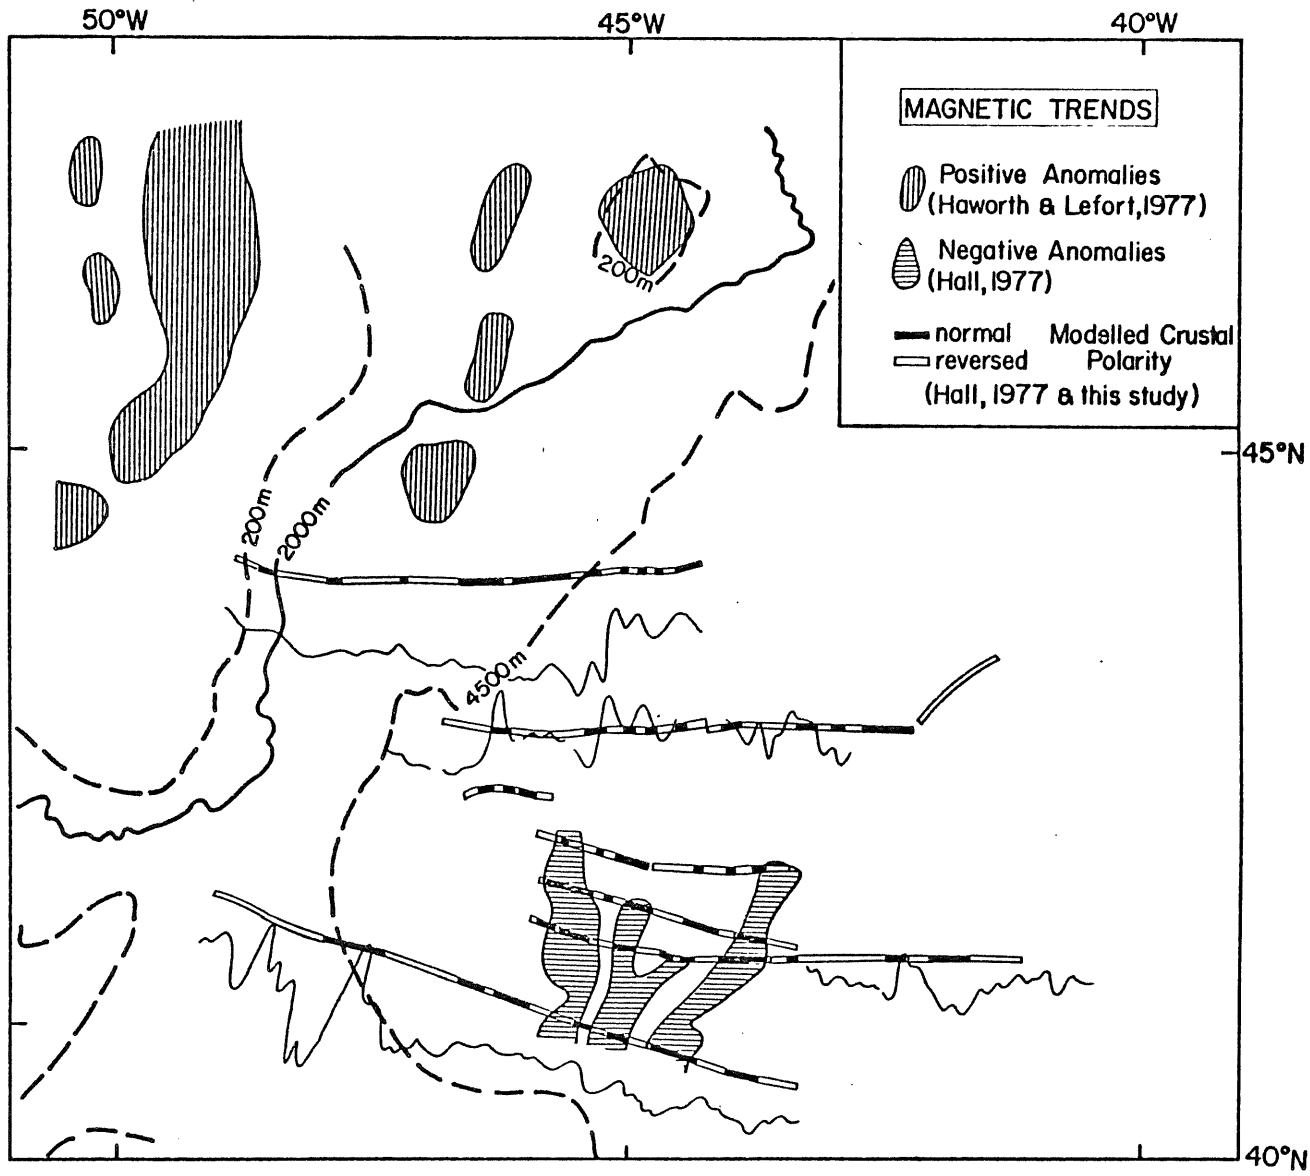 50°W 45°W 40°W
MAGNETIC TRENDS
Positive Anomalies
(Haworth & Lefort,1977)
Negative Anomalies
(Hall, 1977)
normal Modelled Crustal
reversed Polarity
(Hall, 1977 & this study)
200m
45°N
200m
2000m
4500m
40°N